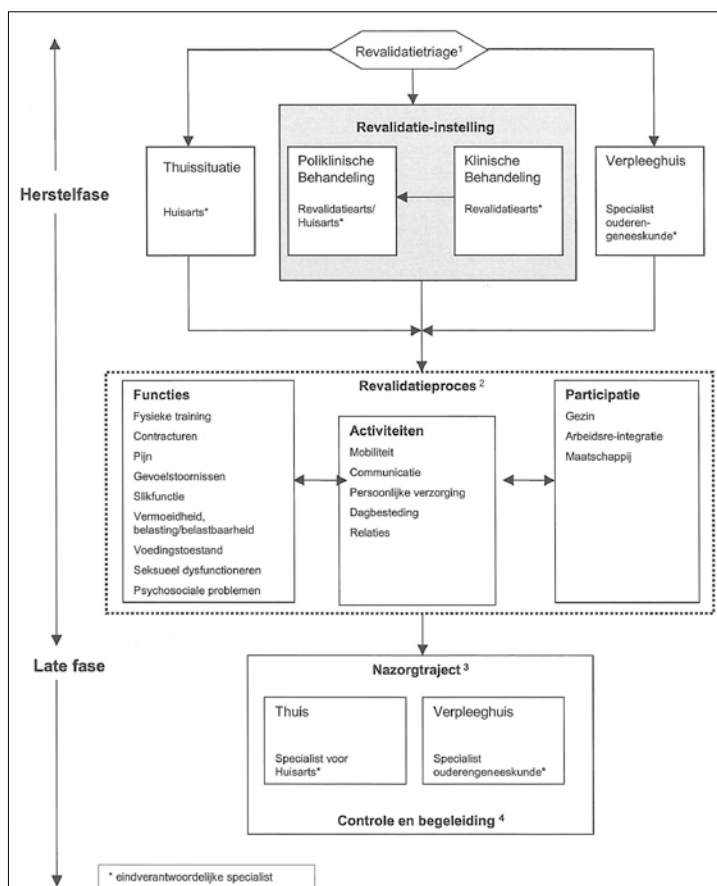 Revalidatietriage¹
Revalidatie-instelling
Thuissituatie
Huisarts*
Poliklinische
Behandeling
Revalidatiearts/
Huisarts*
Klinische
Behandeling
Revalidatiearts*
Verpleeghuis
Specialist
ouderen-
geneeskunde*
Herstelfase
Revalidatieproces ²
Functies
Fysieke training
Contracturen
Pijn
Gevoelstoornissen
Slikfunctie
Vermoeidheid,
belasting/belastbaarheid
Voedingstoestand
Seksueel dysfunctioneren
Psychosociale problemen
Activiteiten
Mobiliteit
Communicatie
Persoonlijke verzorging
Dagbesteding
Relaties
Participatie
Gezin
Arbeidsre-integratie
Maatschappij
Late fase
Nazorgtraject ³
Thuis
Specialist voor
Huisarts*
Verpleeghuis
Specialist
ouderengeneeskunde*
Controle en begeleiding ⁴
* eindverantwoordelijke specialist